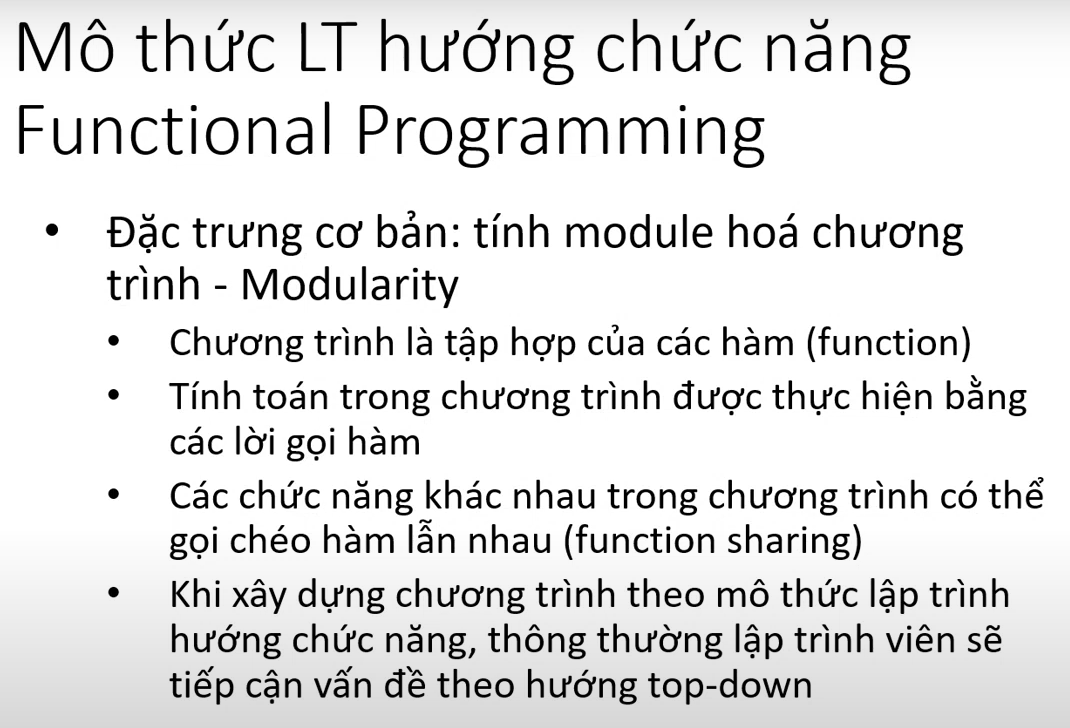 Mô thức LT hướng chức năng
Functional Programming
• Đặc trưng cơ bản: tính module hoá chương
trình - Modularity
• Chương trình là tập hợp của các hàm (function)
• Tính toán trong chương trình được thực hiện bằng
các lời gọi hàm
• Các chức năng khác nhau trong chương trình có thể
gọi chéo hàm lẫn nhau (function sharing)
• Khi xây dựng chương trình theo mô thức lập trình
hướng chức năng, thông thường lập trình viên sẽ
tiếp cận vấn đề theo hướng top-down